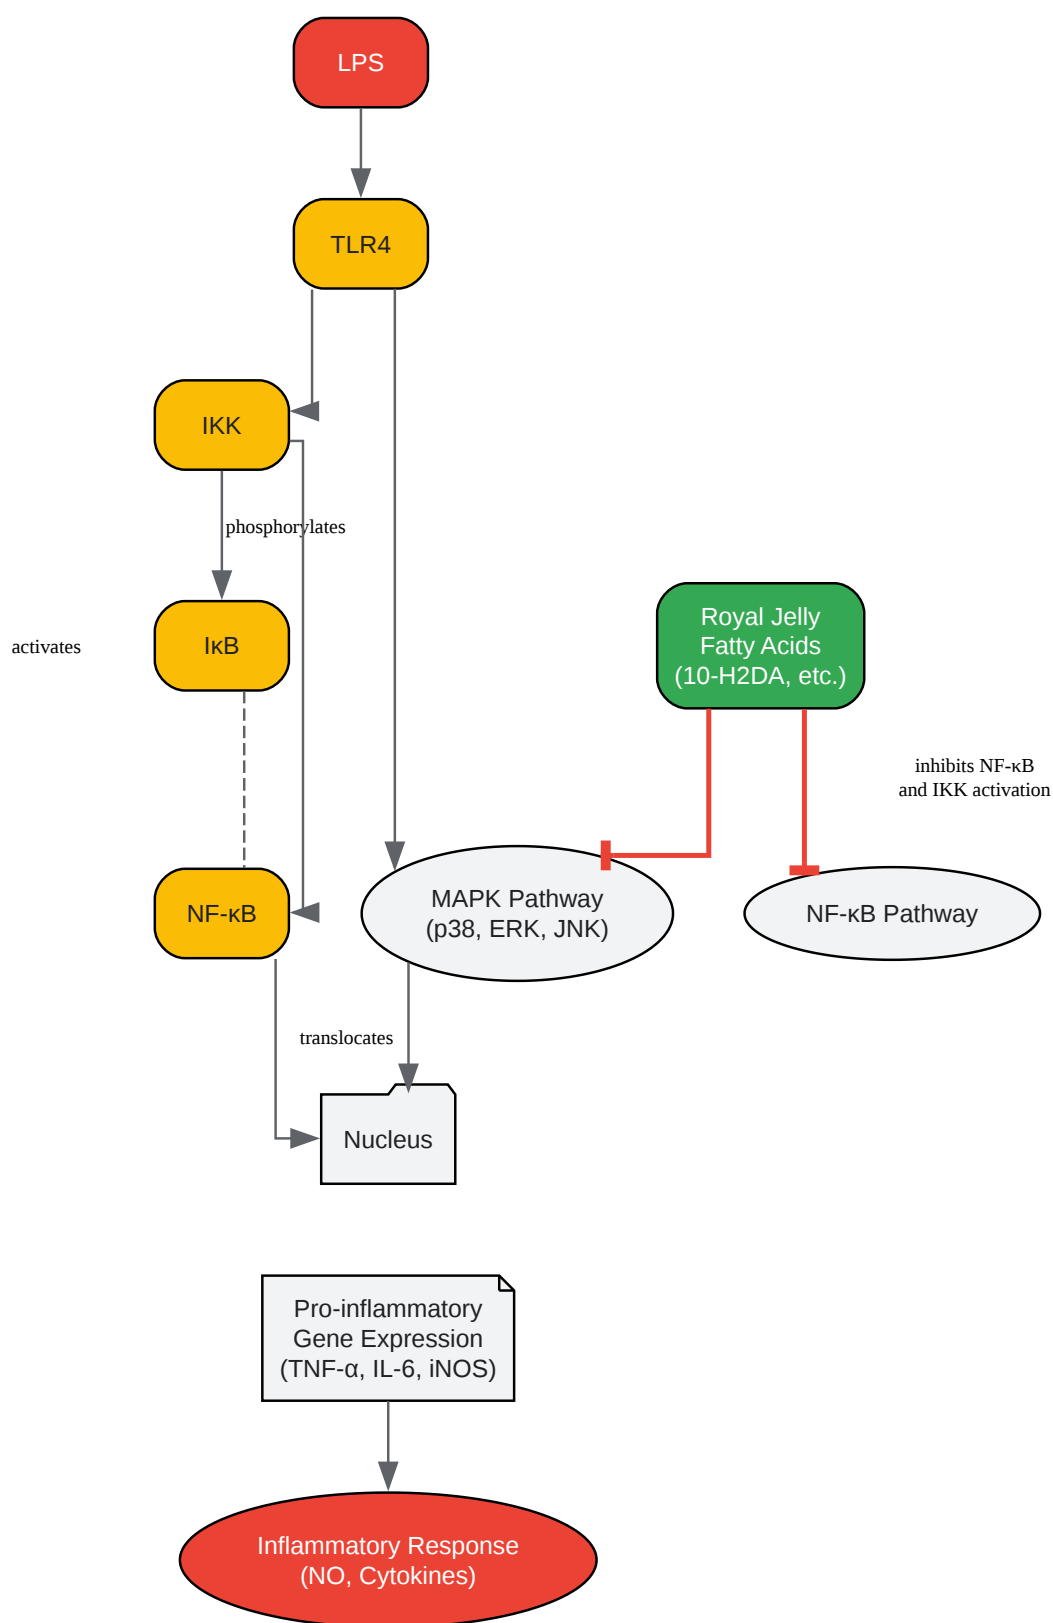 LPS
TLR4
IKK
phosphorylates
Royal Jelly
Fatty Acids
(10-H2DA, etc.)
activates
IκB
inhibits NF-κB
and IKK activation
NF-κB
MAPK Pathway
(p38, ERK, JNK)
NF-κB Pathway
translocates
Nucleus
Pro-inflammatory
Gene Expression
(TNF-α, IL-6, iNOS)
Inflammatory Response
(NO, Cytokines)